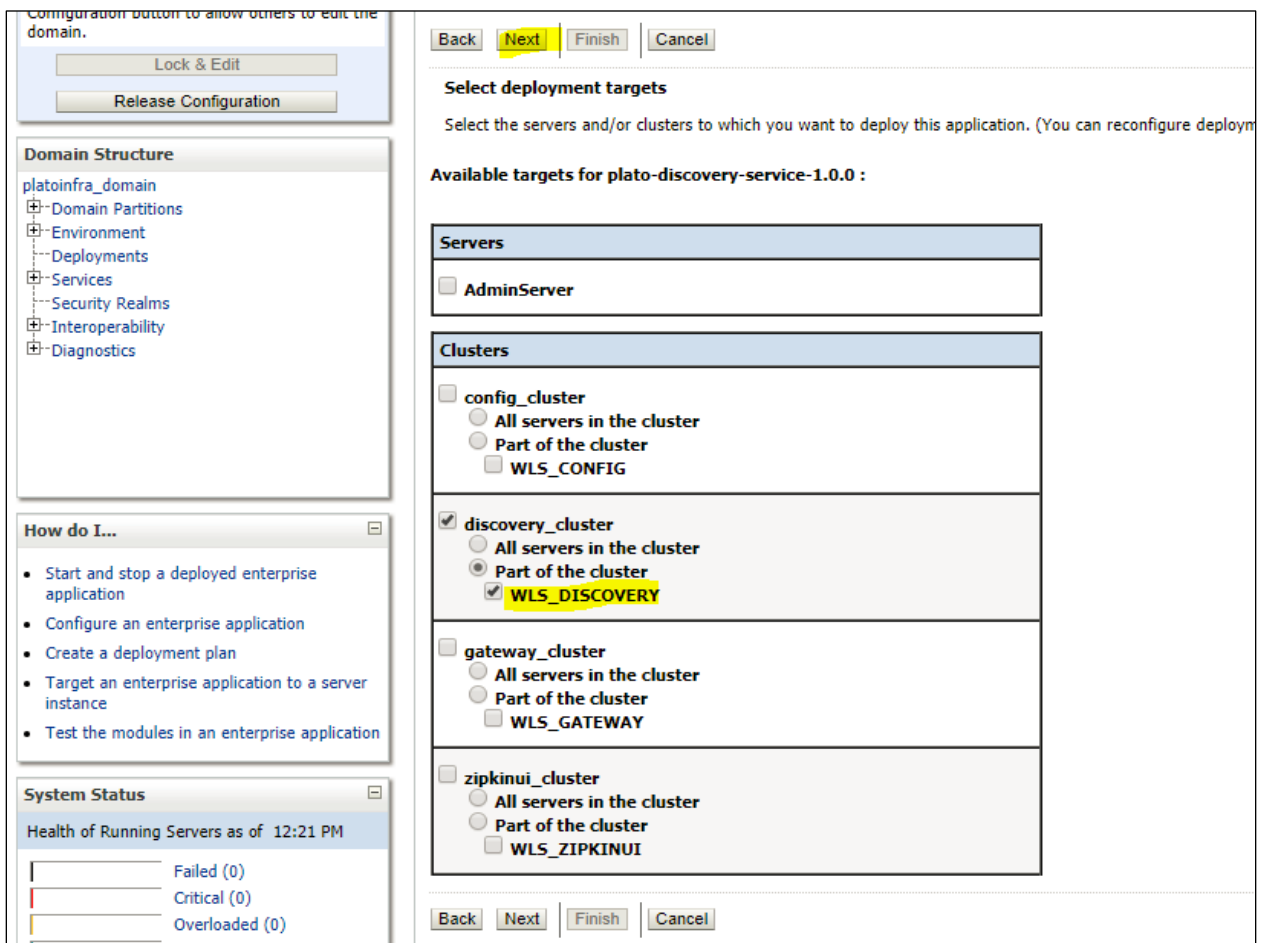 Configuration button to allow others to edit the
domain.
Lock & Edit
Release Configuration
Domain Structure
platoinfra_domain
Domain Partitions
Environment
Deployments
Services
Security Realms
Interoperability
Diagnostics
How do I...
Start and stop a deployed enterprise
application
Configure an enterprise application
Create a deployment plan
Target an enterprise application to a server
instance
Test the modules in an enterprise application
System Status
Health of Running Servers as of 12:21 PM
Failed (0)
Critical (0)
Overloaded (0)
Back Next Finish Cancel
Select deployment targets
Select the servers and/or clusters to which you want to deploy this application. (You can reconfigure deploym
Available targets for plato-discovery-service-1.0.0 :
Servers
AdminServer
Clusters
config_cluster
All servers in the cluster
Part of the cluster
WLS_CONFIG
discovery_cluster
All servers in the cluster
Part of the cluster
WLS_DISCOVERY
gateway_cluster
All servers in the cluster
Part of the cluster
WLS_GATEWAY
zipkinui_cluster
All servers in the cluster
Part of the cluster
WLS_ZIPKINUI
Back Next Finish Cancel